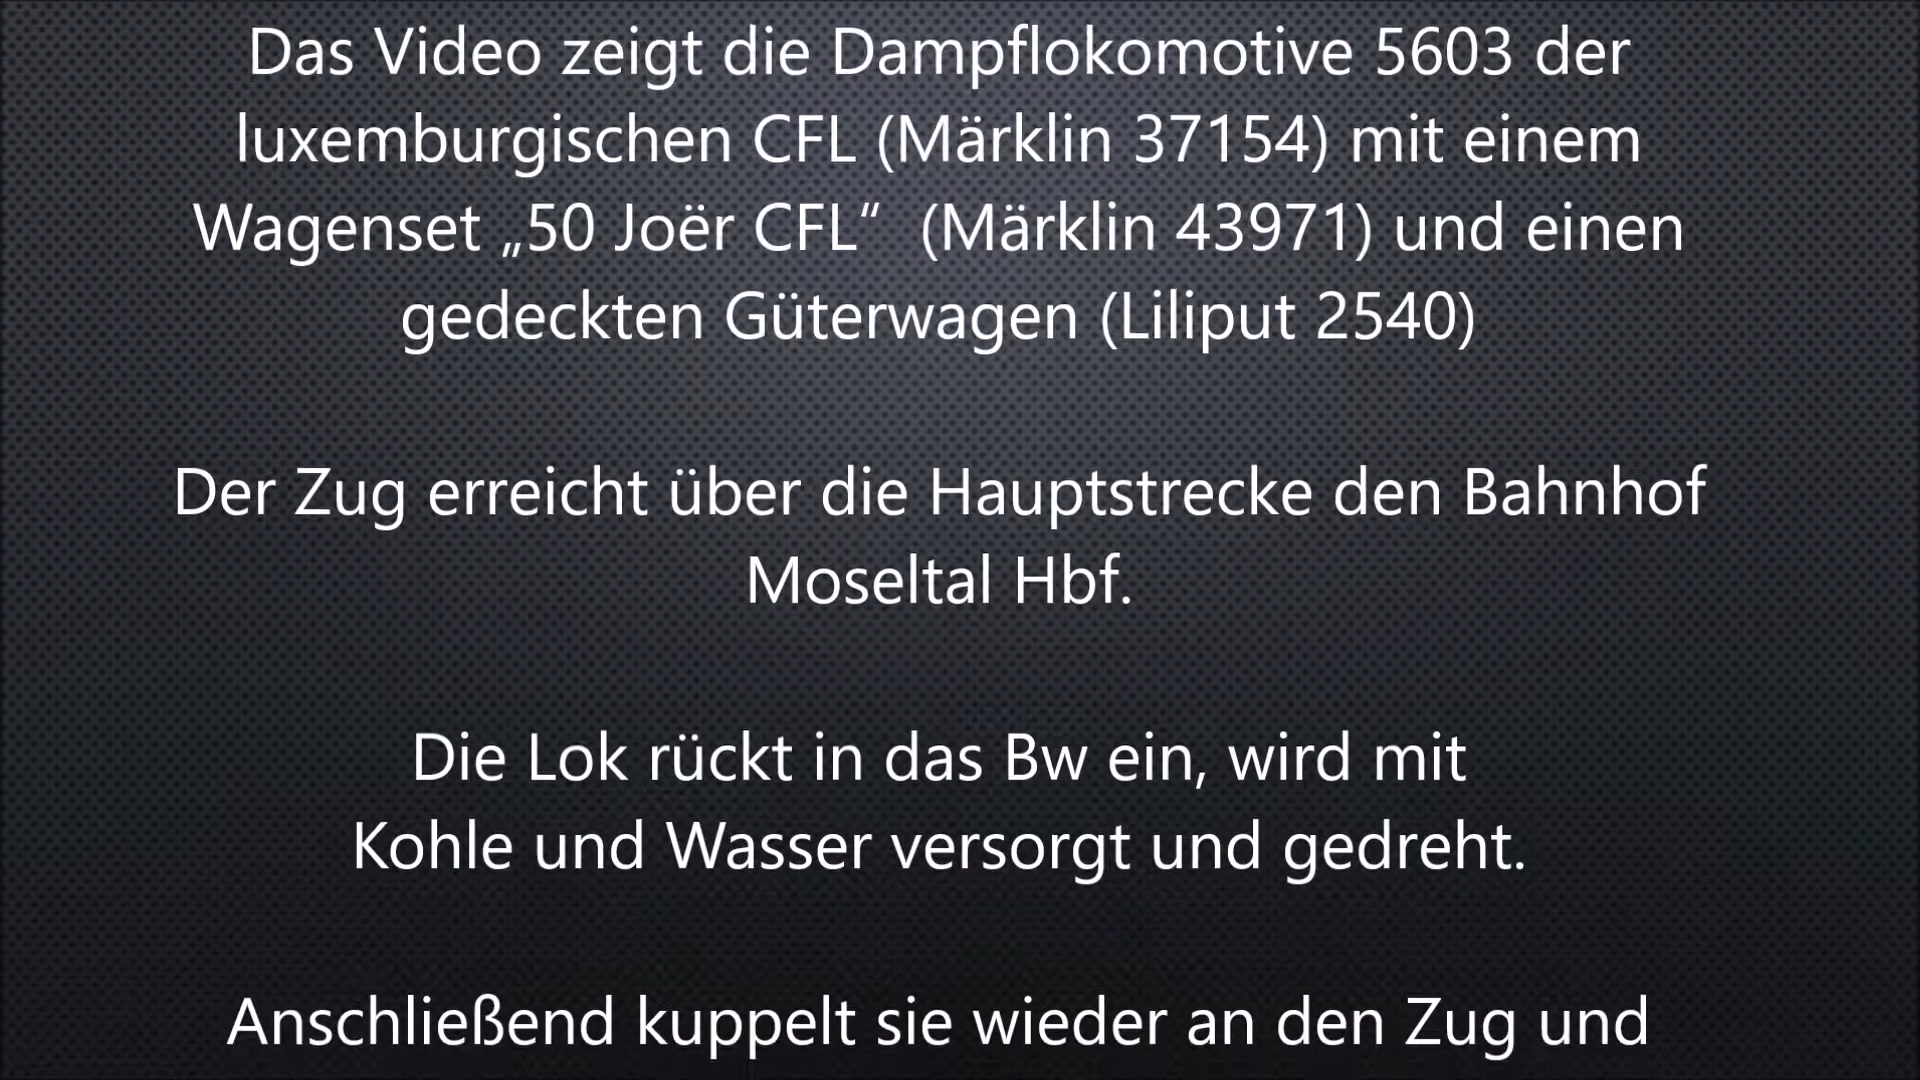 Das Video zeigt die Dampflokomotive 5603 der
luxemburgischen CFL (Märklin 37154) mit einem
Wagenset „50 Joër CFL“ (Märklin 43971) und einen
gedeckten Güterwagen (Liliput 2540)
Der Zug erreicht über die Hauptstrecke den Bahnhof
Moseltal Hbf.
Die Lok rückt in das Bw ein, wird mit
Kohle und Wasser versorgt und gedreht.
Anschließend kuppelt sie wieder an den Zug und